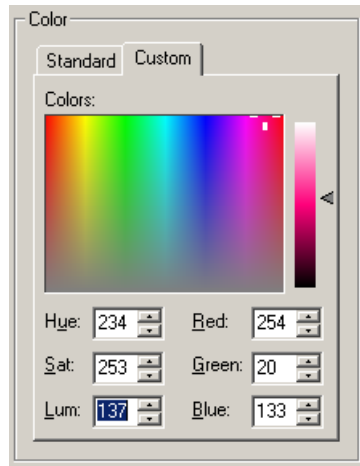 Color
Standard Custom
Colors:
Hue: 234 Red: 254
Sat: 253 Green: 20
Lum: 137 Blue: 133